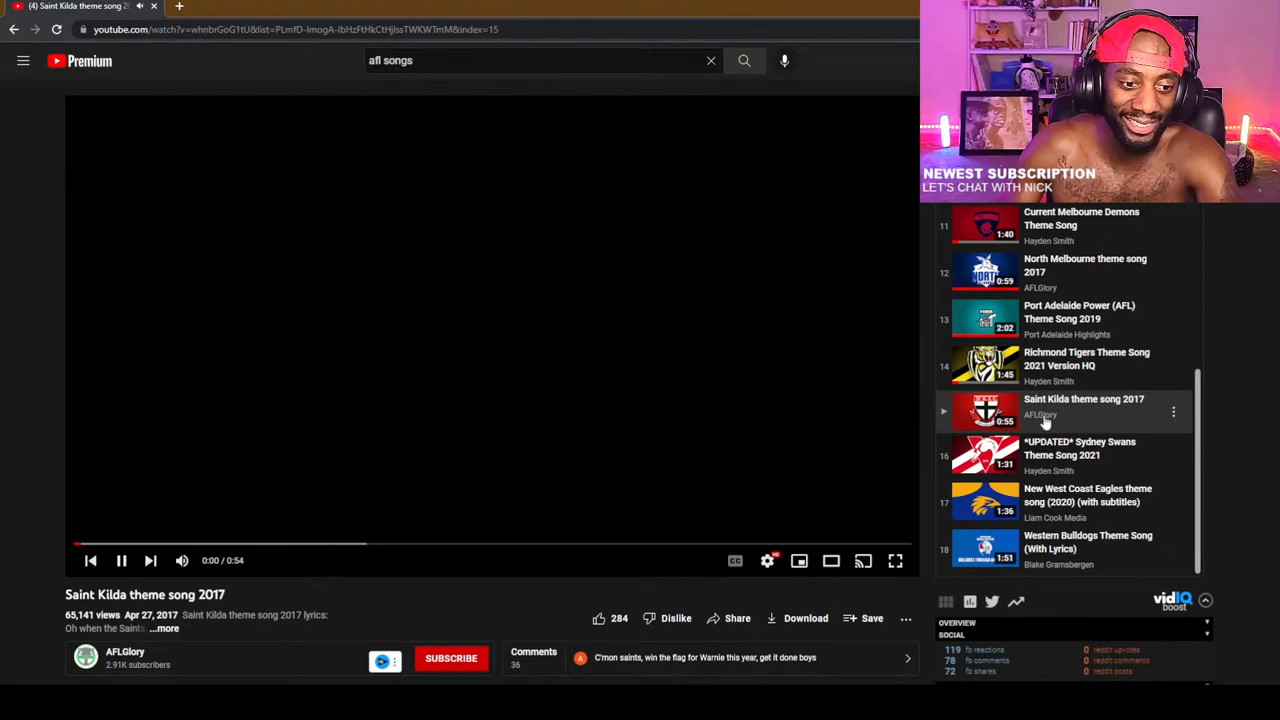 (4) Saint Kilda theme song 2
youtube.com/watch?v=whnbrGoG1tU&list=PLmfD-lmogA-IbHzFtHkCtHjlssTWKWTmM&index=15
Premium
afl songs
NEWEST SUBSCRIPTION
LET'S CHAT WITH NICK
11
1:40
Current Melbourne Demons
Theme Song
Hayden Smith
12
NORTH
0:59
North Melbourne theme song
2017
AFLGlory
13
POWER
2:02
Port Adelaide Power (AFL)
Theme Song 2019
Port Adelaide Highlights
14
1:45
Richmond Tigers Theme Song
2021 Version HQ
Hayden Smith
0:55
Saint Kilda theme song 2017
AFLGlory
16
1:31
*UPDATED* Sydney Swans
Theme Song 2021
Hayden Smith
17
1:36
New West Coast Eagles theme
song (2020) (with subtitles)
Liam Cook Media
18
1:51
Western Bulldogs Theme Song
(With Lyrics)
Blake Gramsbergen
0:00 / 0:54
CC
HD
Saint Kilda theme song 2017
65,141 views Apr 27, 2017 Saint Kilda theme song 2017 lyrics:
Oh when the Saints ...more
284
Dislike
Share
Download
Save
AFLGlory
2.91K subscribers
SUBSCRIBE
Comments
36
A
C'mon saints, win the flag for Warnie this year, get it done boys
vidIQ
boost
OVERVIEW
SOCIAL
119 fb reactions
0 reddit upvotes
78 fb comments
0 reddit comments
72 fb shares
0 reddit posts